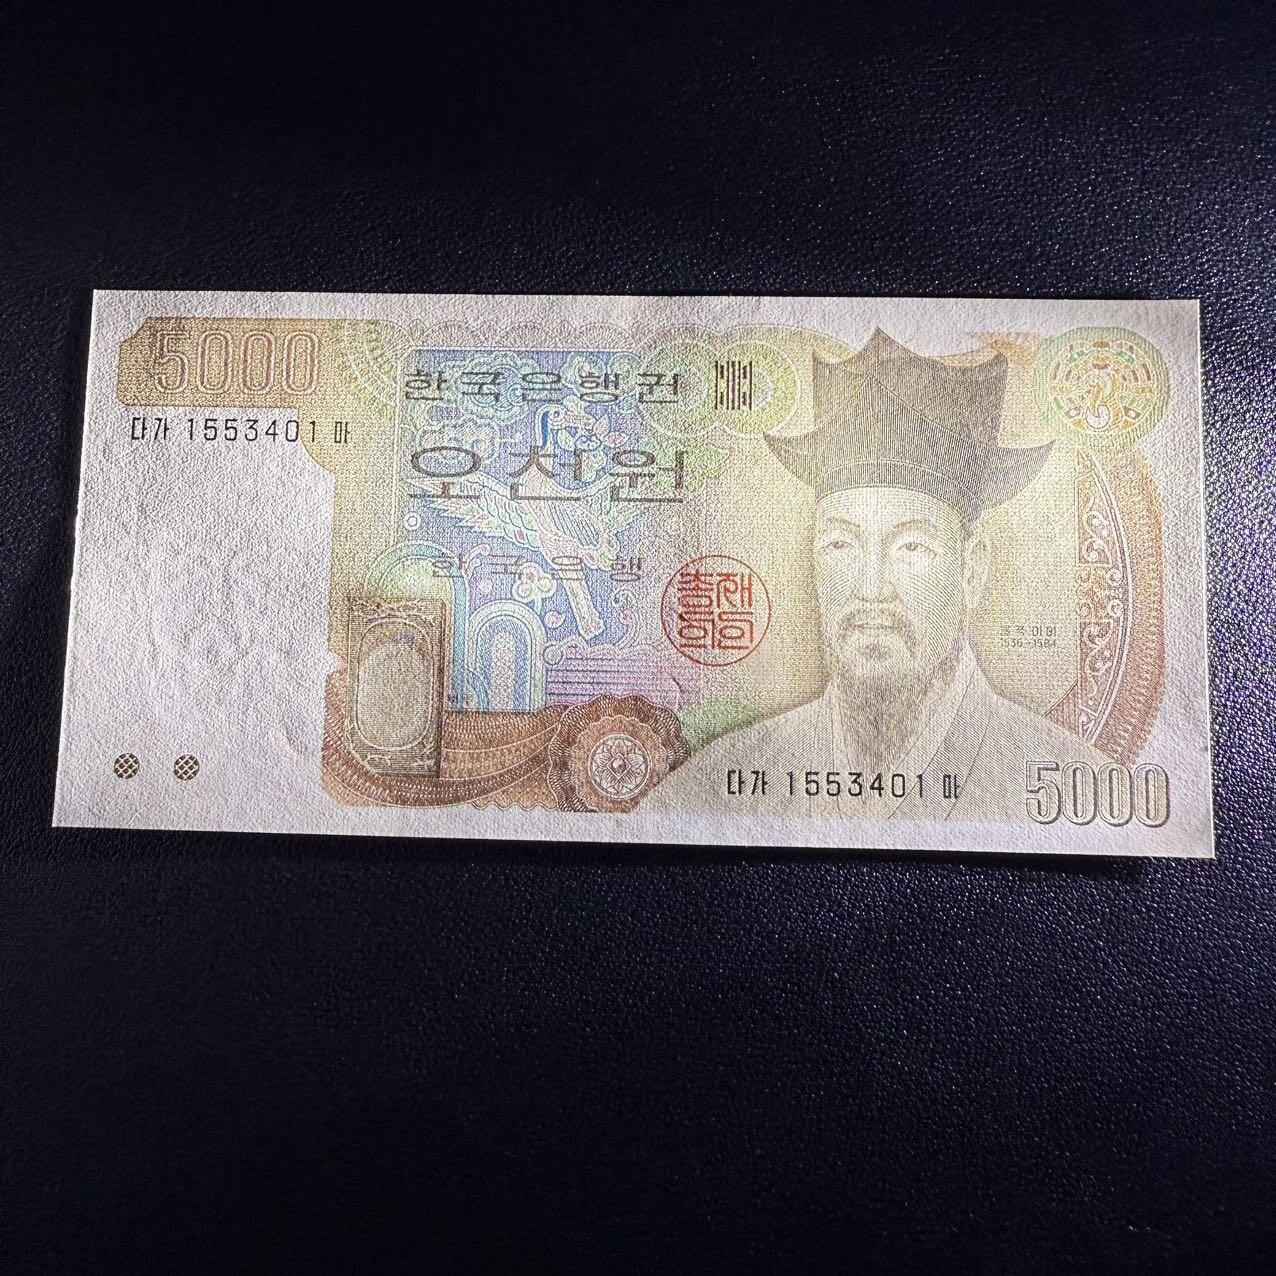 5000
다가 1553401 마
한국은행권
오천원
한국은행
총재의인
율곡 이이
1536-1584
다가 1553401 마
5000